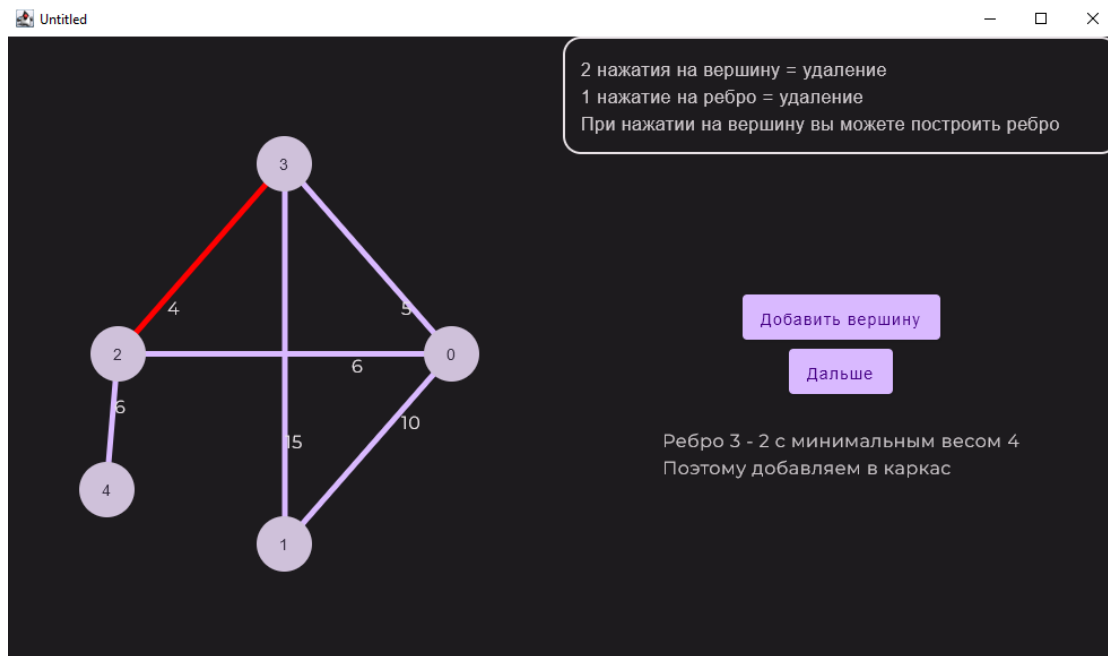 Untitled
2 нажатия на вершину = удаление
1 нажатие на ребро = удаление
При нажатии на вершину вы можете построить ребро
3
4
5
2
0
6
6
10
15
4
1
Добавить вершину
Дальше
Ребро 3 - 2 с минимальным весом 4
Поэтому добавляем в каркас